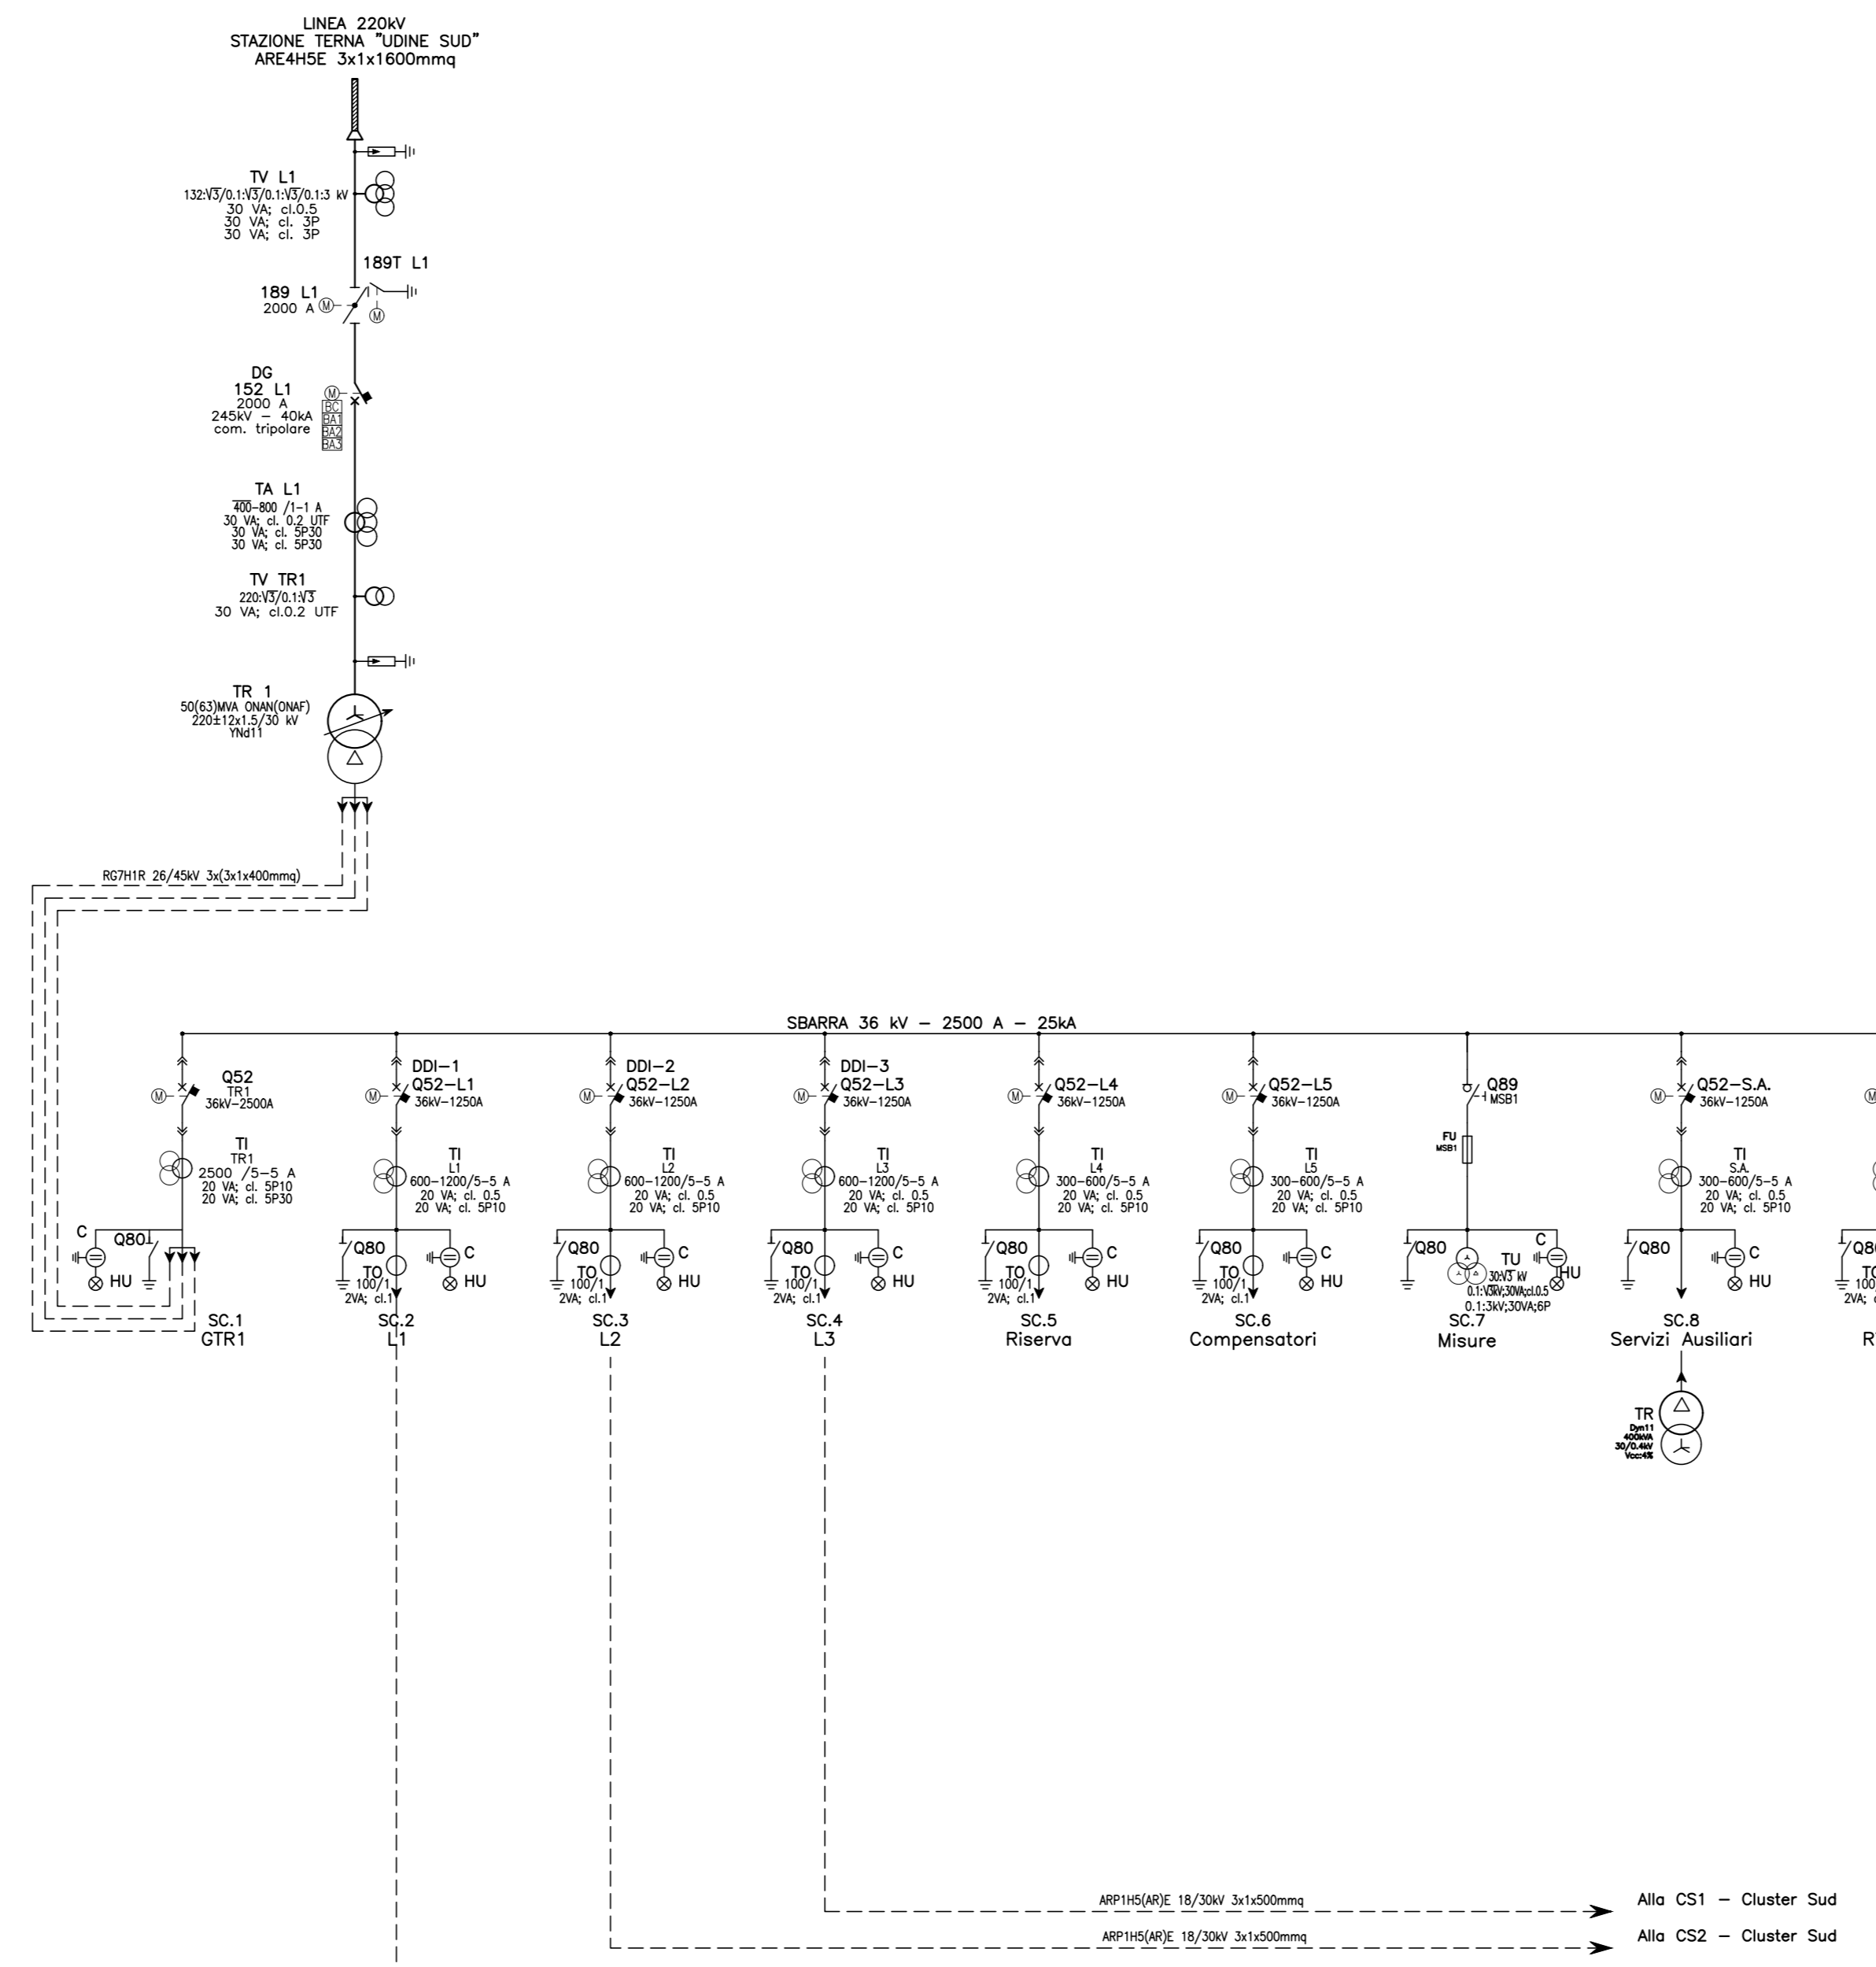 LINEA 220kV
STAZIONE TERNA "UDINE SUD"
ARE4H5E 3x1x1600mmq
TV L1
132:√3/0.1:√3/0.1:√3/0.1:3 kV
30 VA; cl.0.5
30 VA; cl. 3P
30 VA; cl. 3P
189T L1
189 L1
2000 A
M
M
DG
152 L1
2000 A
245kV – 40kA
com. tripolare
M
BC
BA1
BA2
BA3
TA L1
400-800 /1-1 A
30 VA; cl. 0.2 UTF
30 VA; cl. 5P30
30 VA; cl. 5P30
TV TR1
220:√3/0.1:√3
30 VA; cl.0.2 UTF
TR 1
50(63)MVA ONAN(ONAF)
220±12x1.5/30 kV
YNd11
RG7H1R 26/45kV 3x(3x1x400mmq)
SBARRA 36 kV – 2500 A – 25kA
M
Q52
TR1
36kV-2500A
TI
TR1
2500 /5-5 A
20 VA; cl. 5P10
20 VA; cl. 5P30
C
Q80
HU
SC.1
GTR1
DDI-1
M
Q52-L1
36kV-1250A
TI
L1
600-1200/5-5 A
20 VA; cl. 0.5
20 VA; cl. 5P10
Q80
C
TO
100/1
2VA; cl.1
HU
SC.2
L1
DDI-2
M
Q52-L2
36kV-1250A
TI
L2
600-1200/5-5 A
20 VA; cl. 0.5
20 VA; cl. 5P10
Q80
C
TO
100/1
2VA; cl.1
HU
SC.3
L2
DDI-3
M
Q52-L3
36kV-1250A
TI
L3
600-1200/5-5 A
20 VA; cl. 0.5
20 VA; cl. 5P10
Q80
C
TO
100/1
2VA; cl.1
HU
SC.4
L3
M
Q52-L4
36kV-1250A
TI
L4
300-600/5-5 A
20 VA; cl. 0.5
20 VA; cl. 5P10
Q80
C
TO
100/1
2VA; cl.1
HU
SC.5
Riserva
M
Q52-L5
36kV-1250A
TI
L5
300-600/5-5 A
20 VA; cl. 0.5
20 VA; cl. 5P10
Q80
C
TO
100/1
2VA; cl.1
HU
SC.6
Compensatori
Q89
MSB1
FU
MSB1
Q80
C
TU
HU
30:√3 kV
0.1:√3kV;30VA;cl.0.5
0.1:3kV;30VA;6P
SC.7
Misure
M
Q52-S.A.
36kV-1250A
TI
S.A.
300-600/5-5 A
20 VA; cl. 0.5
20 VA; cl. 5P10
Q80
C
HU
SC.8
Servizi Ausiliari
TR
Dyn11
400kVA
30/0.4kV
Vcc:4%
ARP1H5(AR)E 18/30kV 3x1x500mmq
Alla CS1 – Cluster Sud
ARP1H5(AR)E 18/30kV 3x1x500mmq
Alla CS2 – Cluster Sud